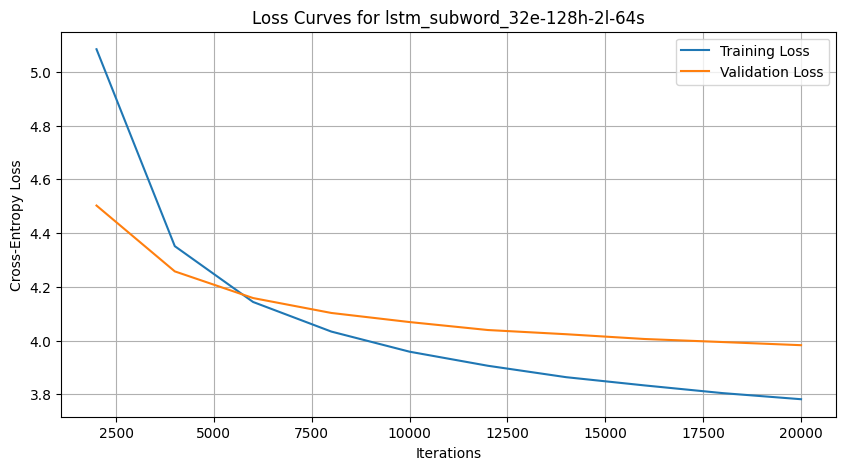 Loss Curves for lstm_subword_32e-128h-2l-64s
Training Loss
Validation Loss
Cross-Entropy Loss
5.0
4.8
4.6
4.4
4.2
4.0
3.8
2500 5000 7500 10000 12500 15000 17500 20000
Iterations